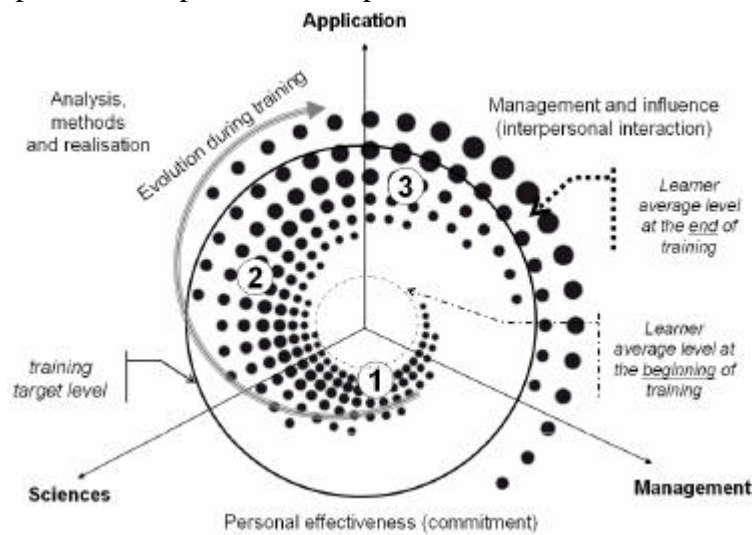 Application
Analysis,
methods
and realisation
Evolution during training
Management and influence
(interpersonal interaction)
3
Learner
average level
at the end of
training
2
Learner
average level at
the beginning of
training
1
training
target level
Sciences
Management
Personal effectiveness (commitment)